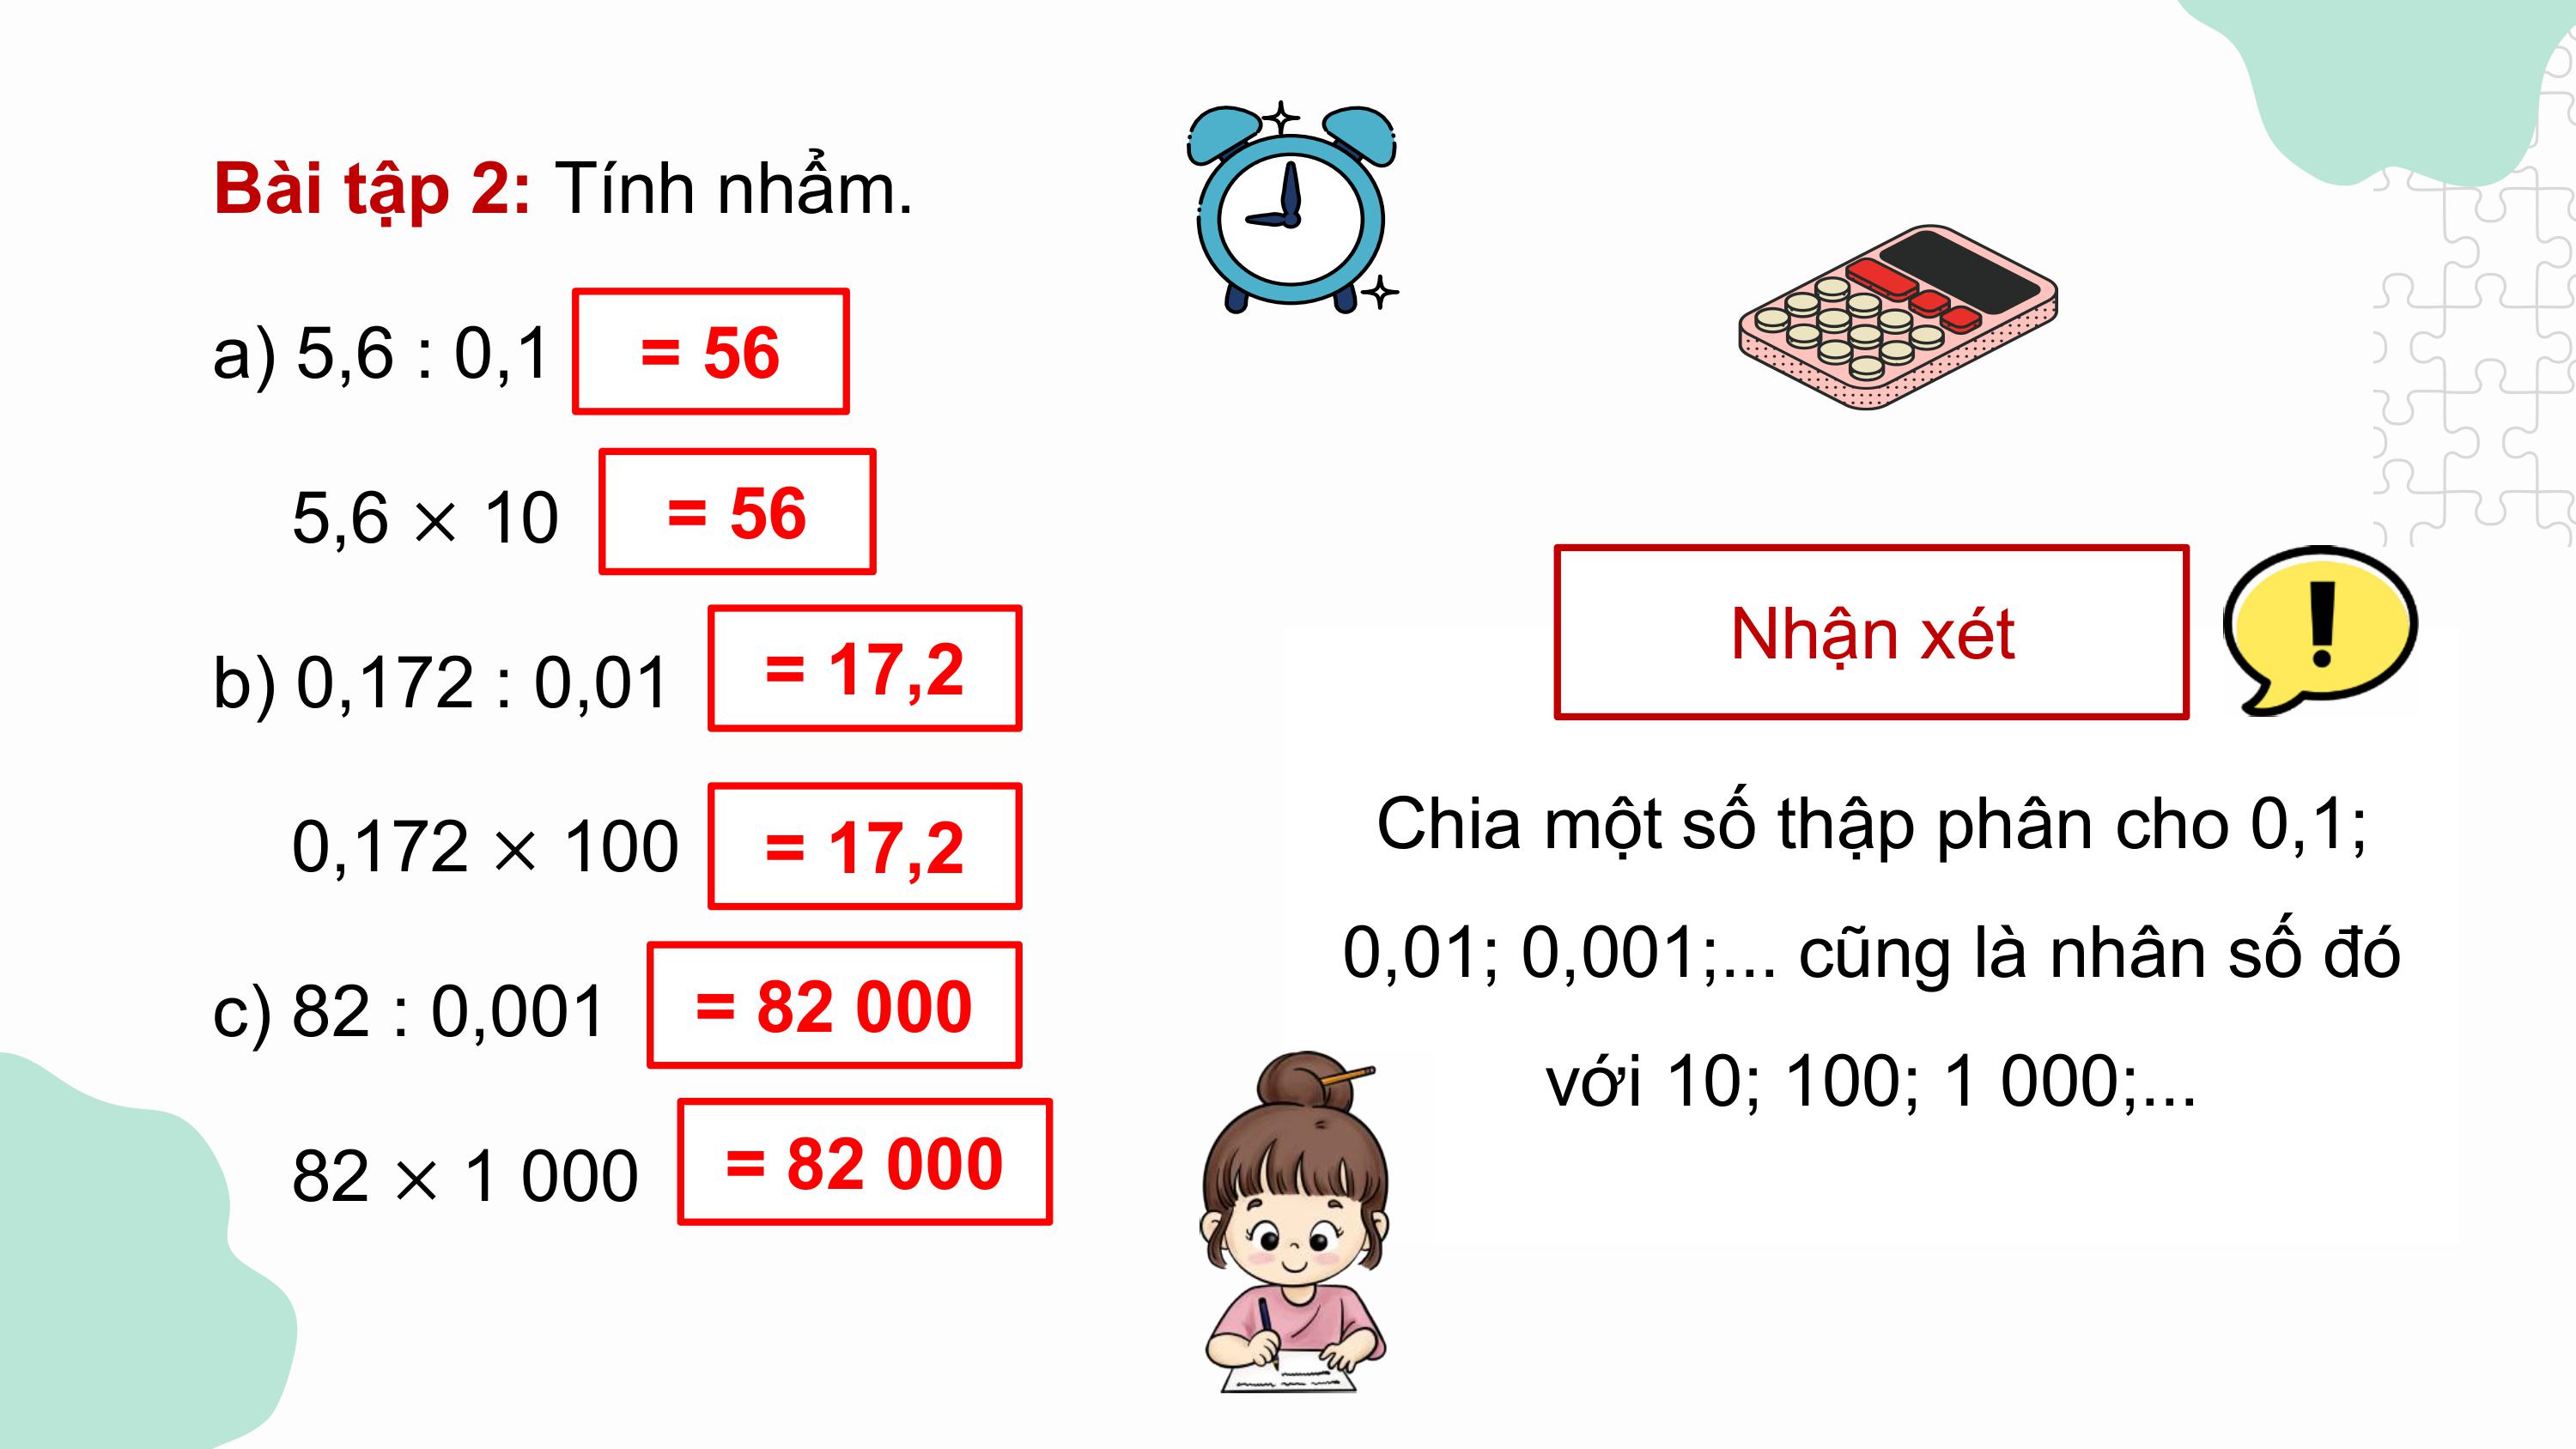 Bài tập 2: Tính nhẩm.
a) 5,6 : 0,1 = 56
5,6 × 10 = 56
b) 0,172 : 0,01 = 17,2
0,172 × 100 = 17,2
c) 82 : 0,001 = 82 000
82 × 1 000 = 82 000
Nhận xét
!
Chia một số thập phân cho 0,1;
0,01; 0,001;... cũng là nhân số đó
với 10; 100; 1 000;...